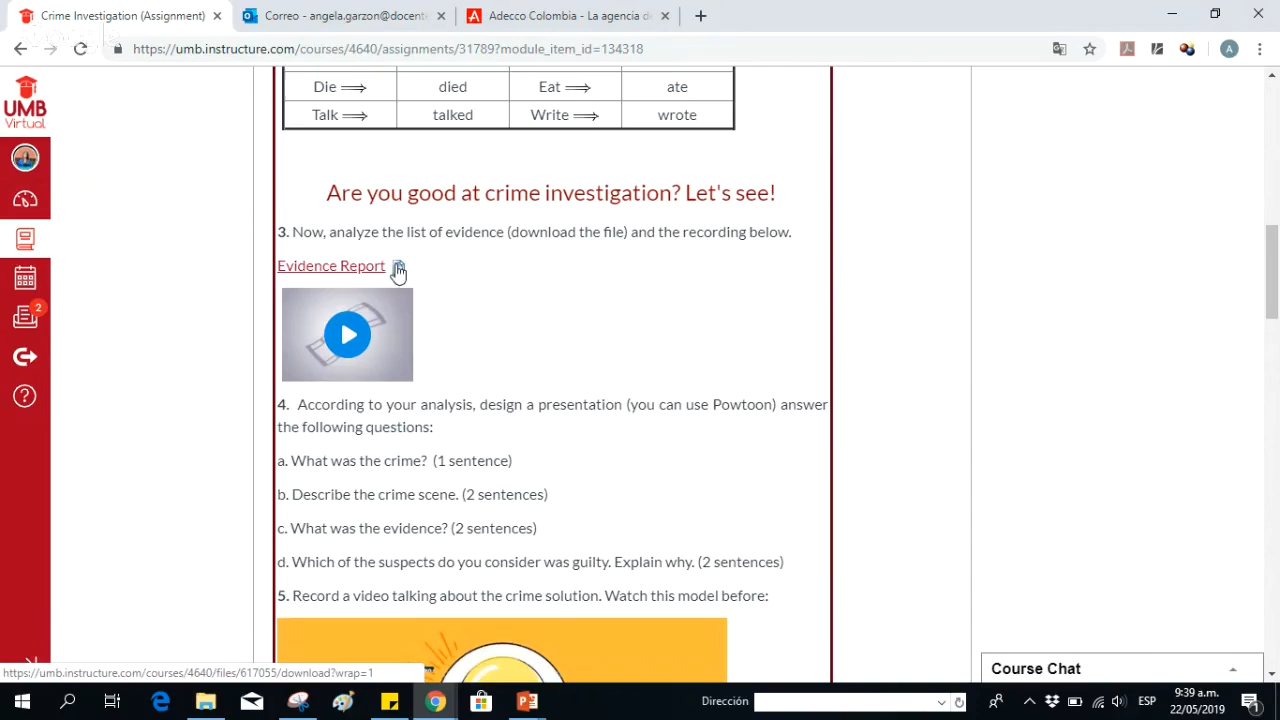 Crime Investigation (Assignment)
Correo - angela.garzon@docent
Adecco Colombia - La agencia de
https://umb.instructure.com/courses/4640/assignments/31789?module_item_id=134318
A
UMB
Virtual
2
Die ⟹ died Eat ⟹ ate
Talk ⟹ talked Write ⟹ wrote
Are you good at crime investigation? Let's see!
3. Now, analyze the list of evidence (download the file) and the recording below.
Evidence Report
4. According to your analysis, design a presentation (you can use Powtoon) answer
the following questions:
a. What was the crime? (1 sentence)
b. Describe the crime scene. (2 sentences)
c. What was the evidence? (2 sentences)
d. Which of the suspects do you consider was guilty. Explain why. (2 sentences)
5. Record a video talking about the crime solution. Watch this model before:
https://umb.instructure.com/courses/4640/files/617055/download?wrap=1
Course Chat
Dirección
ESP
9:39 a.m.
22/05/2019
1